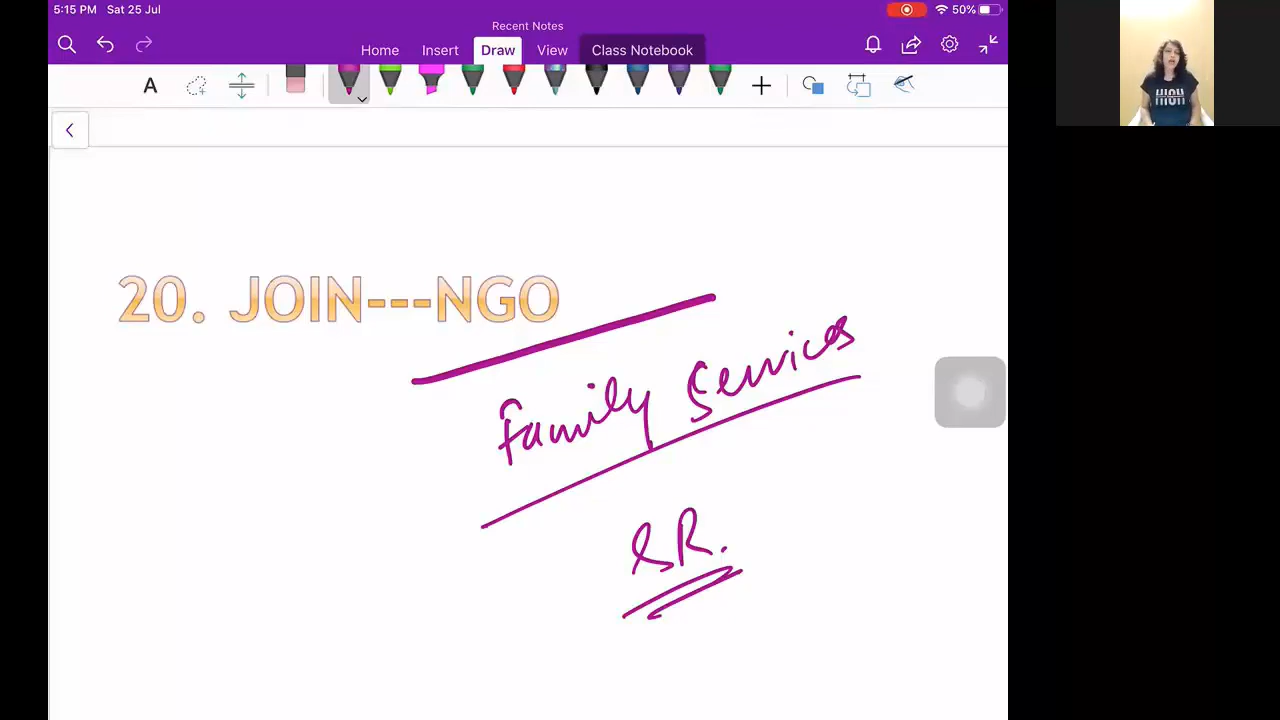 5:15 PM Sat 25 Jul
50%
Recent Notes
Home Insert Draw View Class Notebook
A
20. JOIN---NGO
Family Services
SR.
HIGH